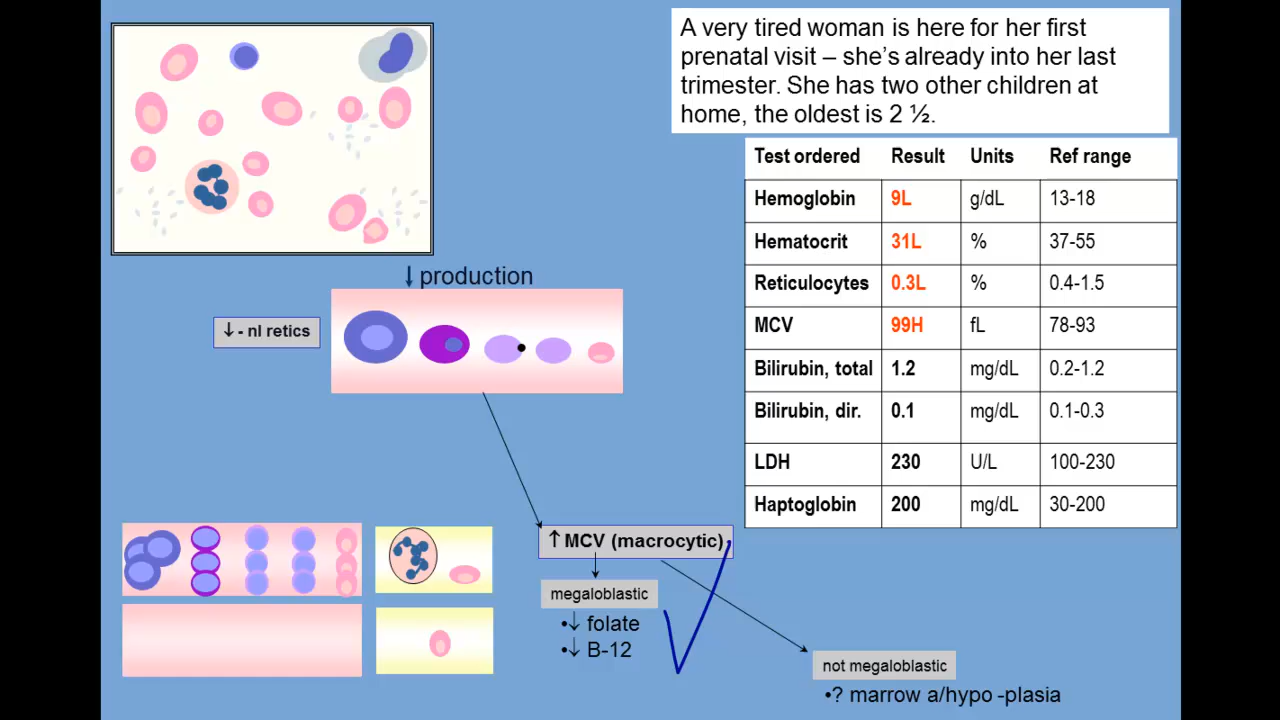 A very tired woman is here for her first
prenatal visit – she’s already into her last
trimester. She has two other children at
home, the oldest is 2 ½.
Test ordered Result Units Ref range
Hemoglobin 9L g/dL 13-18
Hematocrit 31L % 37-55
Reticulocytes 0.3L % 0.4-1.5
MCV 99H fL 78-93
Bilirubin, total 1.2 mg/dL 0.2-1.2
Bilirubin, dir. 0.1 mg/dL 0.1-0.3
LDH 230 U/L 100-230
Haptoglobin 200 mg/dL 30-200
↓ production
↓ - nl retics
↑ MCV (macrocytic)
megaloblastic
•↓ folate
•↓ B-12
not megaloblastic
•? marrow a/hypo -plasia